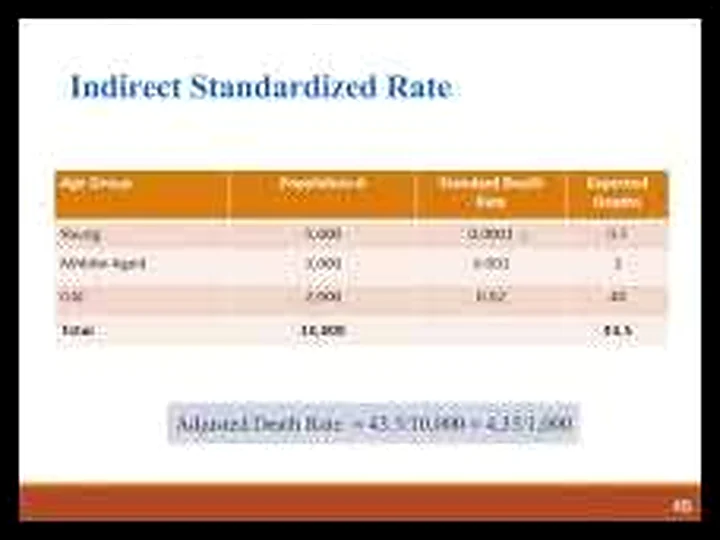 Indirect Standardized Rate
Age Group Population Standard Death Rate Expected Deaths
Young 5,000 0.0001
Middle-Aged 3,000 0.001 3
Old 2,000 0.02 40
Total 10,000 43.5
Adjusted Death Rate = 43.5/10,000 = 4.35/1,000